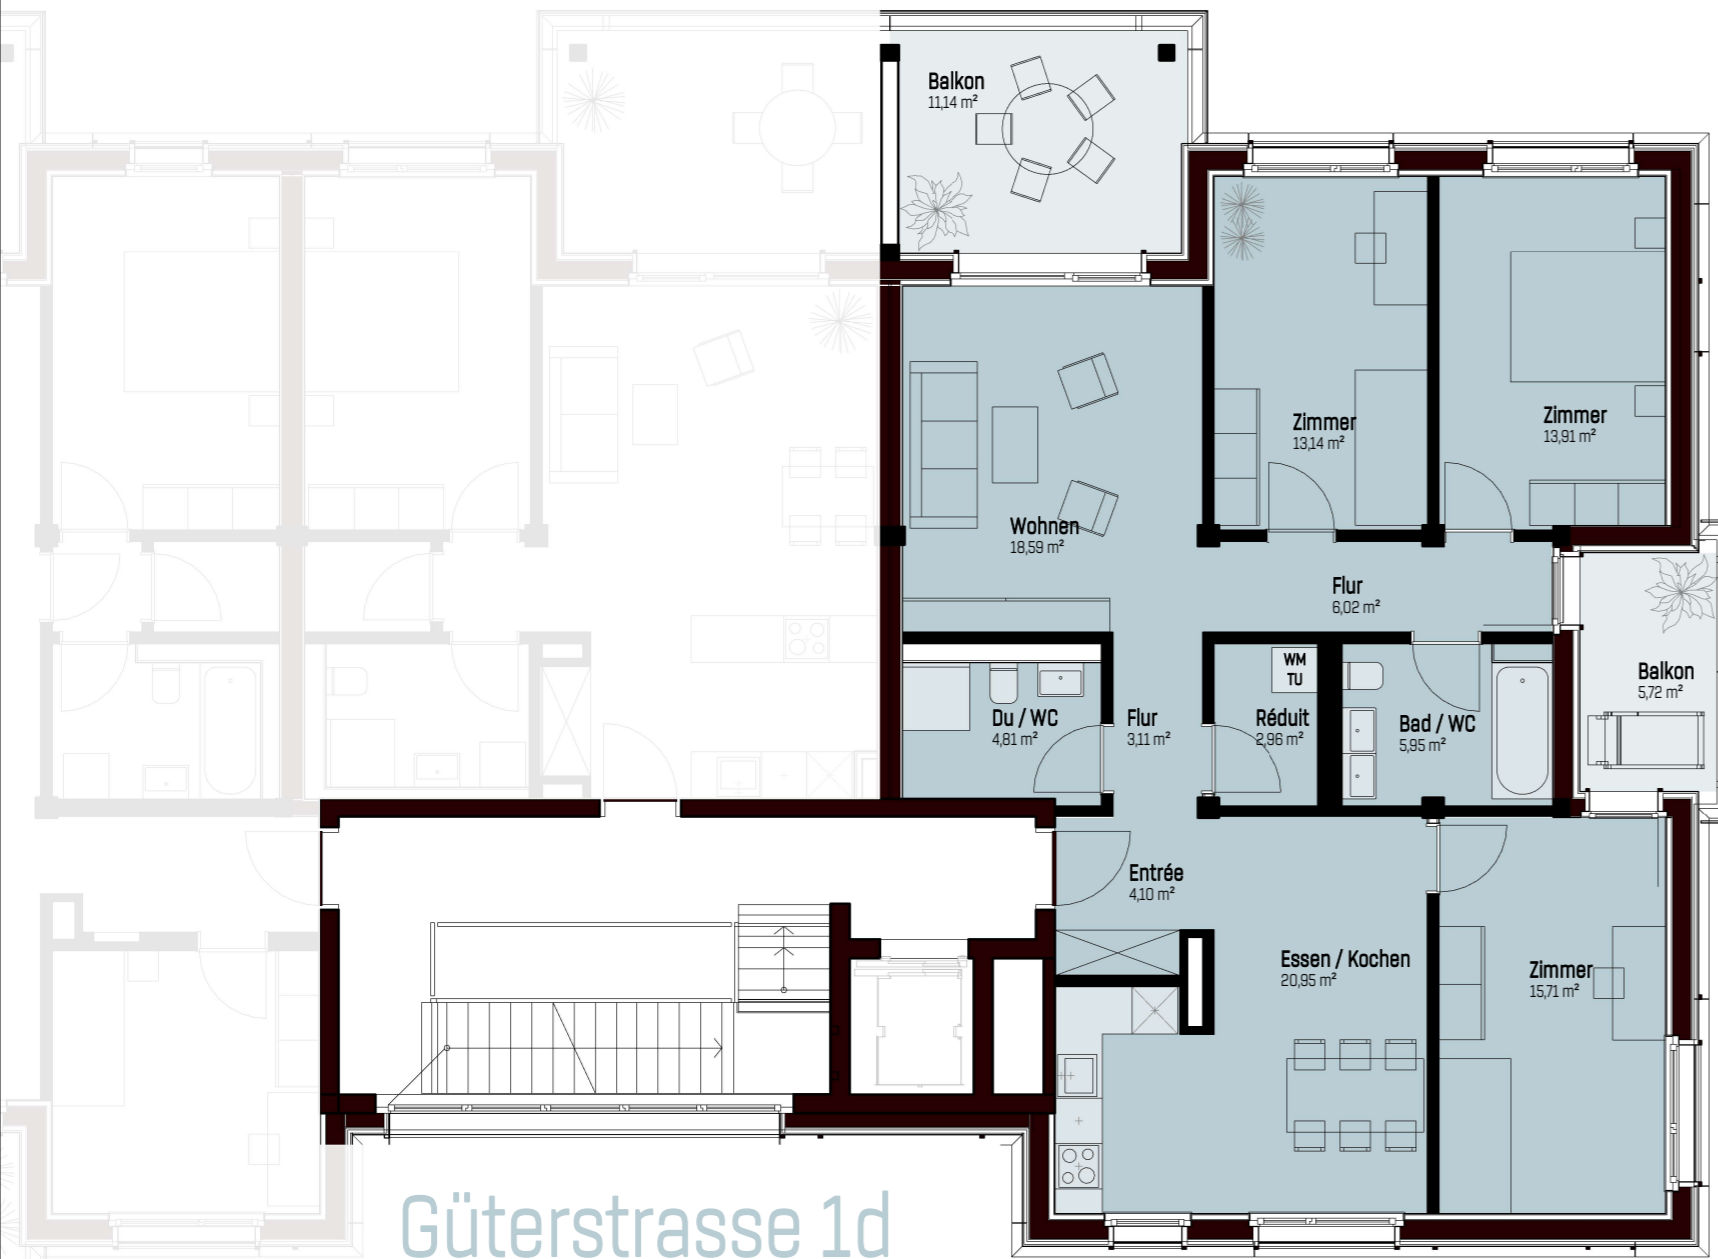 Balkon
11,14 m²
Zimmer
13,14 m²
Zimmer
13,91 m²
Wohnen
18,59 m²
Flur
6,02 m²
WM
TU
Balkon
5,72 m²
Du / WC
4,81 m²
Flur
3,11 m²
Réduit
2,96 m²
Bad / WC
5,95 m²
Entrée
4,10 m²
Essen / Kochen
20,95 m²
Zimmer
15,71 m²
Güterstrasse 1d